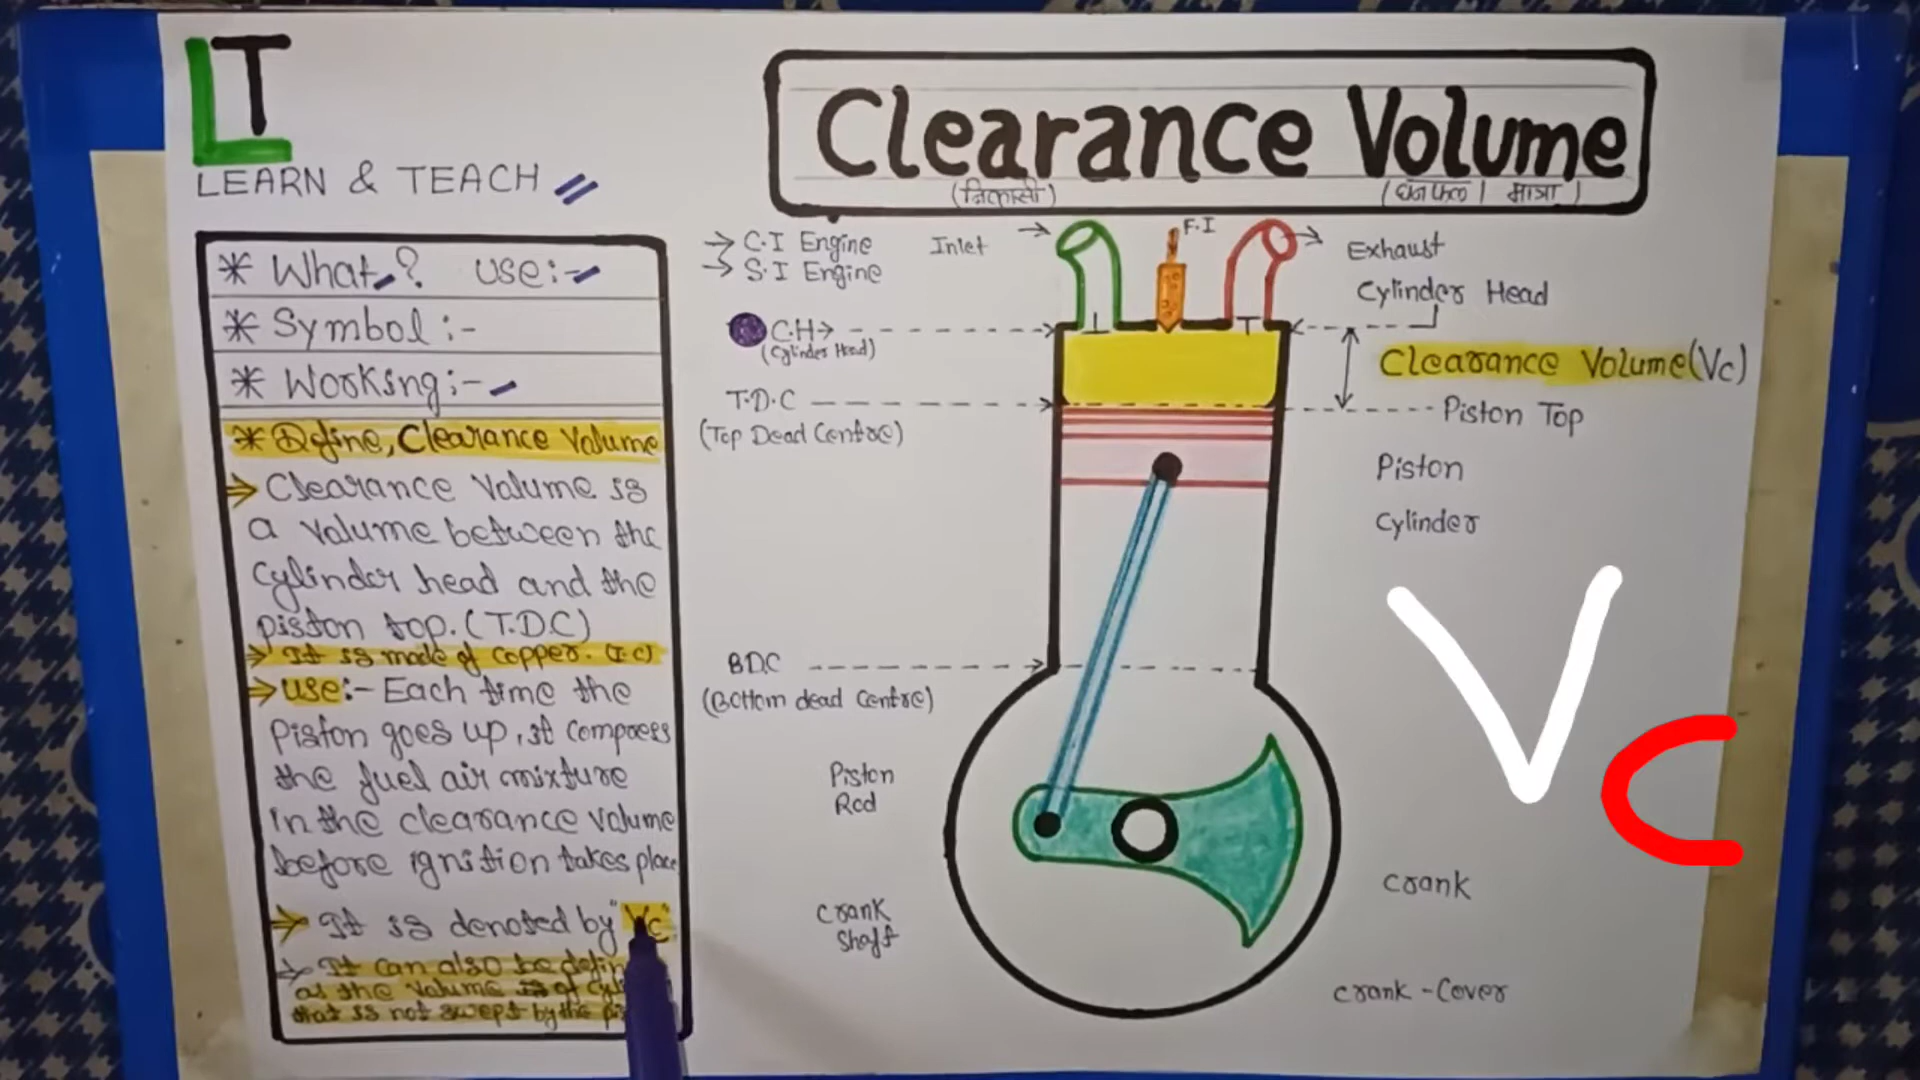 LT
LEARN & TEACH
Clearance Volume
(निकासी) (घनफल / मात्रा)
* What? Use:-
* Symbol:-
* Working:-
* Define, Clearance Volume
→ Clearance Volume is
a volume between the
Cylinder head and the
piston top. (T.D.C)
→ It is made of copper. (I.C)
→ Use:- Each time the
Piston goes up, it compress
the fuel air mixture
in the clearance volume
before ignition takes place
→ It is denoted by "Vc"
→ It can also be defin
as the volume is of cyl
that is not swept by the pi
→ C.I Engine
→ S.I Engine
Inlet →
F.I
Exhaust
Cylinder Head
C.H→
(Cylinder Head)
Clearance Volume(Vc)
T.D.C
(Top Dead Centre)
Piston Top
Piston
Cylinder
B.D.C
(Bottom dead Centre)
Vc
Piston
Rod
Crank
Crank
Shaft
Crank-Cover